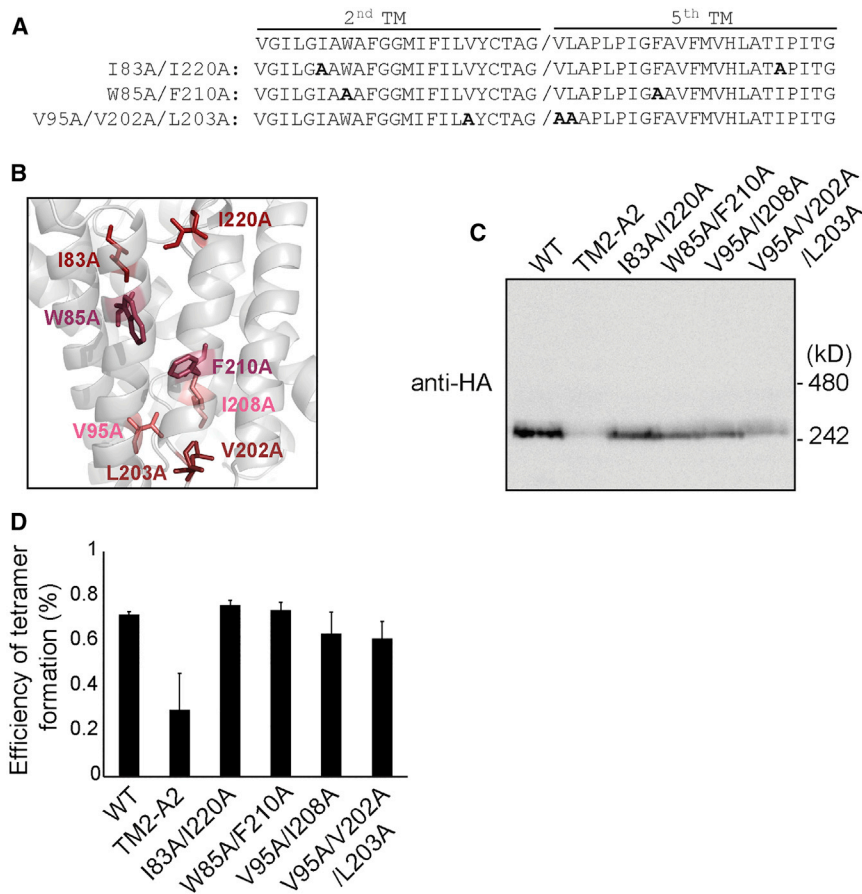 A
2nd TM 5th TM
VGILGIAWAFGGMIFILVYCTAG/VLAPLPIGFAVFMVHLATIPITG
I83A/I220A: VGILGAAWAFGGMIFILVYCTAG/VLAPLPIGFAVFMVHLATAPITG
W85A/F210A: VGILGIAAAFGGMIFILVYCTAG/VLAPLPIGAAVFMVHLATIPITG
V95A/V202A/L203A: VGILGIAWAFGGMIFILAYCTAG/AAAPLPIGFAVFMVHLATIPITG
B
I220A
I83A
W85A
F210A
I208A
V95A
V202A
L203A
C
WT
TM2-A2
I83A/I220A
W85A/F210A
V95A/I208A
V95A/V202A
/L203A
(kD)
- 480
anti-HA
- 242
D
Efficiency of tetramer
formation (%)
1
0.8
0.6
0.4
0.2
0
WT
TM2-A2
I83A/I220A
W85A/F210A
V95A/I208A
V95A/V202A
/L203A